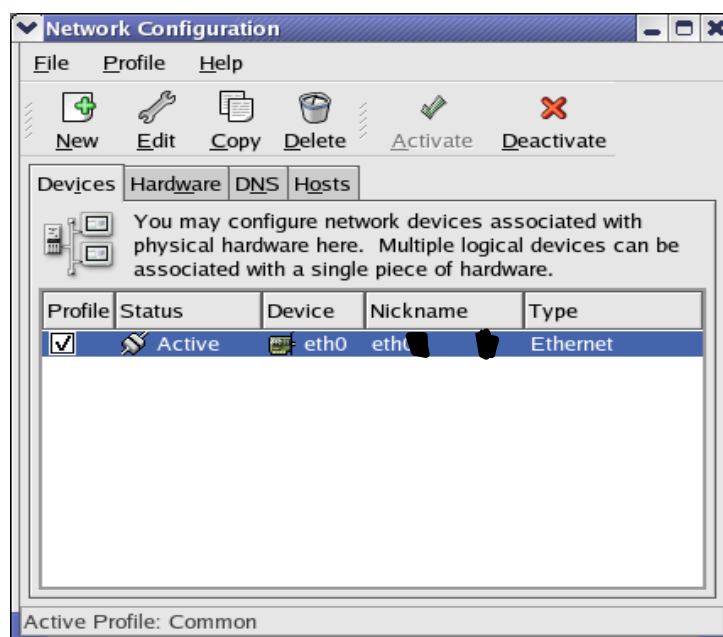 Network Configuration
File Profile Help
New Edit Copy Delete Activate Deactivate
Devices Hardware DNS Hosts
You may configure network devices associated with
physical hardware here. Multiple logical devices can be
associated with a single piece of hardware.
Profile Status Device Nickname Type
Active eth0 Ethernet
Active Profile: Common